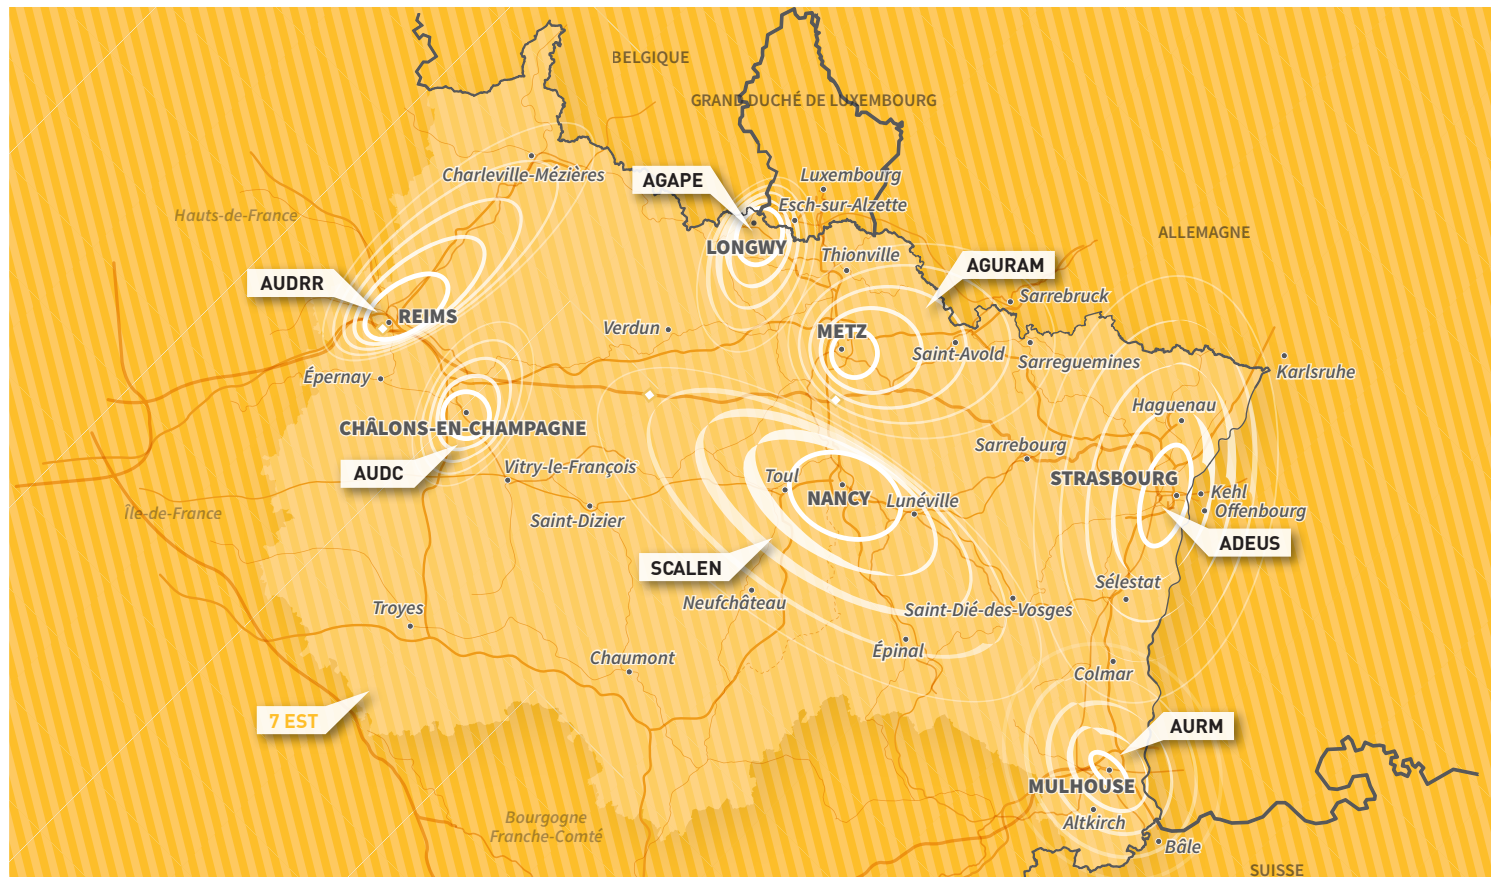 BELGIQUE
GRAND DUCHÉ DE LUXEMBOURG
Charleville-Mézières
AGAPE
Luxembourg
Esch-sur-Alzette
Hauts-de-France
LONGWY
ALLEMAGNE
Thionville
AGURAM
AUDRR
Sarrebruck
REIMS
Verdun
METZ
Saint-Avold
Sarreguemines
Épernay
Karlsruhe
Haguenau
CHÂLONS-EN-CHAMPAGNE
Sarrebourg
AUDC
Vitry-le-François
Toul
NANCY
Lunéville
STRASBOURG
Kehl
Offenbourg
Île-de-France
Saint-Dizier
ADEUS
SCALEN
Sélestat
Neufchâteau
Saint-Dié-des-Vosges
Troyes
Épinal
Chaumont
Colmar
7 EST
AURM
MULHOUSE
Bourgogne
Franche-Comté
Altkirch
Bâle
SUISSE